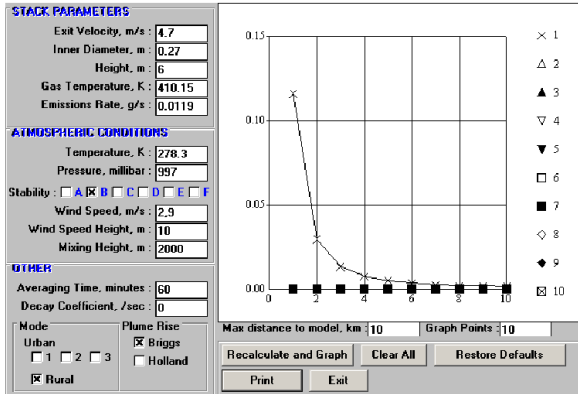 STACK PARAMETERS
Exit Velocity, m/s : 4.7
Inner Diameter, m : 0.27
Height, m : 6
Gas Temperature, K : 410.15
Emissions Rate, g/s : 0.0119
ATMOSPHERIC CONDITIONS
Temperature, K : 278.3
Pressure, millibar : 997
Stability : A B C D E F
Wind Speed, m/s : 2.9
Wind Speed Height, m : 10
Mixing Height, m : 2000
OTHER
Averaging Time, minutes : 60
Decay Coefficient, /sec : 0
Mode
Urban
1 2 3
Rural
Plume Rise
Briggs
Holland
0.15
0.10
0.05
0.00
0 2 4 6 8 10
1
2
3
4
5
6
7
8
9
10
Max distance to model, km : 10 Graph Points : 10
Recalculate and Graph Clear All Restore Defaults
Print Exit